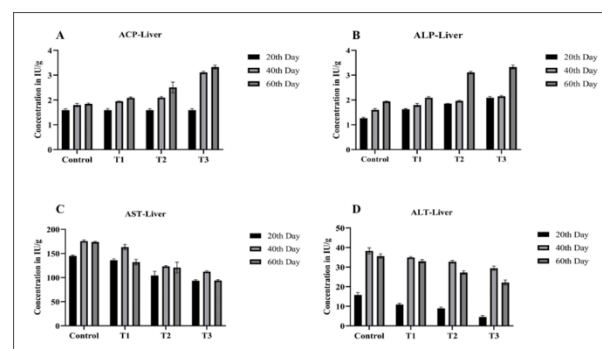 A
ACP-Liver
Concentration in IU/g
4
3
2
1
0
Control
T1
T2
T3
20th Day
40th Day
60th Day
B
ALP-Liver
Concentration in IU/g
4
3
2
1
0
Control
T1
T2
T3
20th Day
40th Day
60th Day
C
AST-Liver
Concentration in IU/g
200
150
100
50
0
Control
T1
T2
T3
20th Day
40th Day
60th Day
D
ALT-Liver
Concentration in IU/g
50
40
30
20
10
0
Control
T1
T2
T3
20th Day
40th Day
60th Day